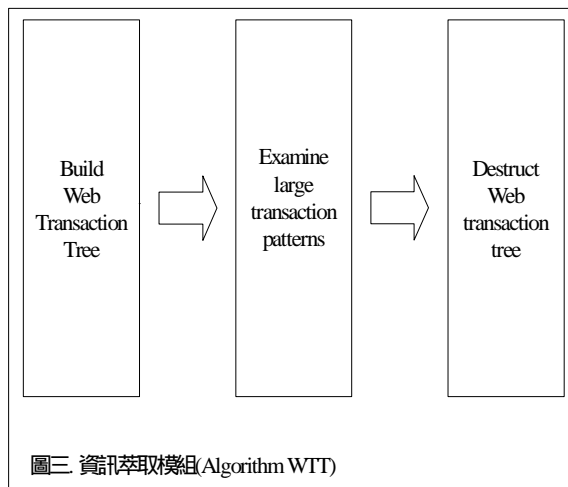 Build
Web
Transaction
Tree
Examine
large
transaction
patterns
Destruct
Web
transaction
tree
圖三. 資訊萃取模組(Algorithm WTT)